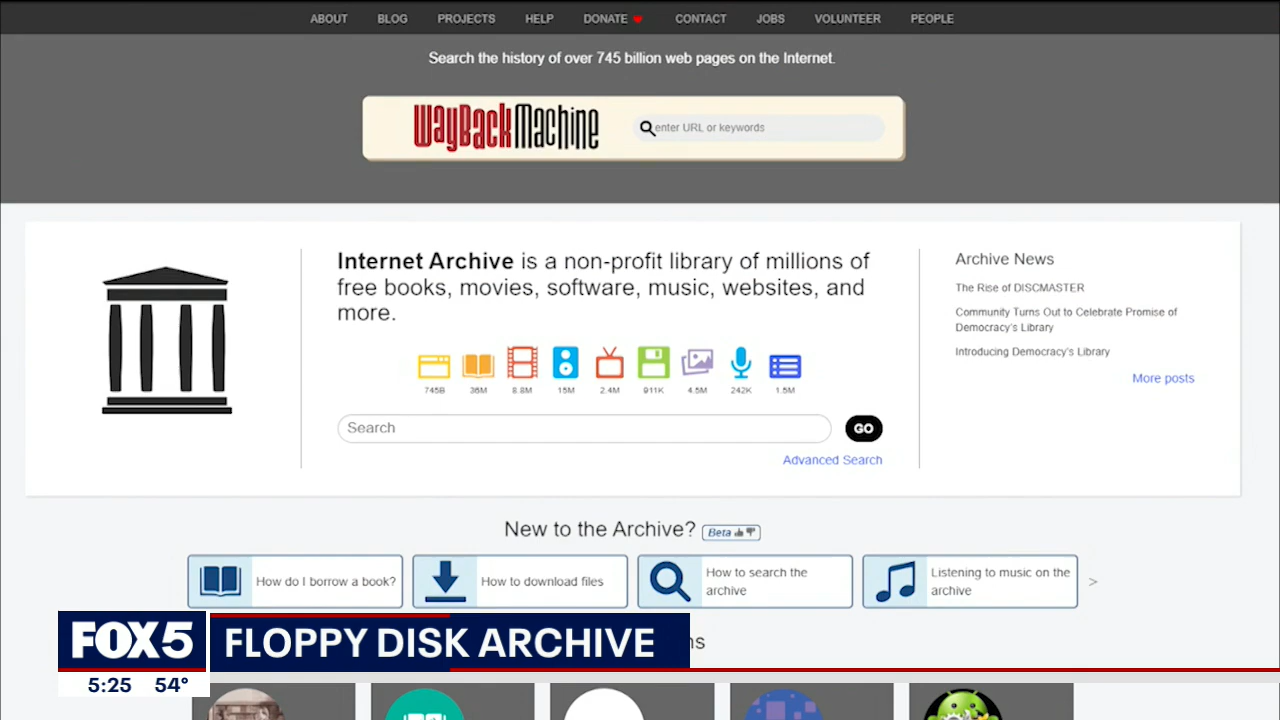 ABOUT BLOG PROJECTS HELP DONATE CONTACT JOBS VOLUNTEER PEOPLE
Search the history of over 745 billion web pages on the Internet.
WayBackMachine
enter URL or keywords
Internet Archive is a non-profit library of millions of
free books, movies, software, music, websites, and
more.
745B 36M 8.8M 15M 2.4M 911K 4.5M 242K 1.5M
Search
GO
Advanced Search
Archive News
The Rise of DISCMASTER
Community Turns Out to Celebrate Promise of
Democracy's Library
Introducing Democracy's Library
More posts
New to the Archive? Beta
How do I borrow a book?
How to download files
How to search the
archive
Listening to music on the
archive
>
FOX5
FLOPPY DISK ARCHIVE
5:25 54°